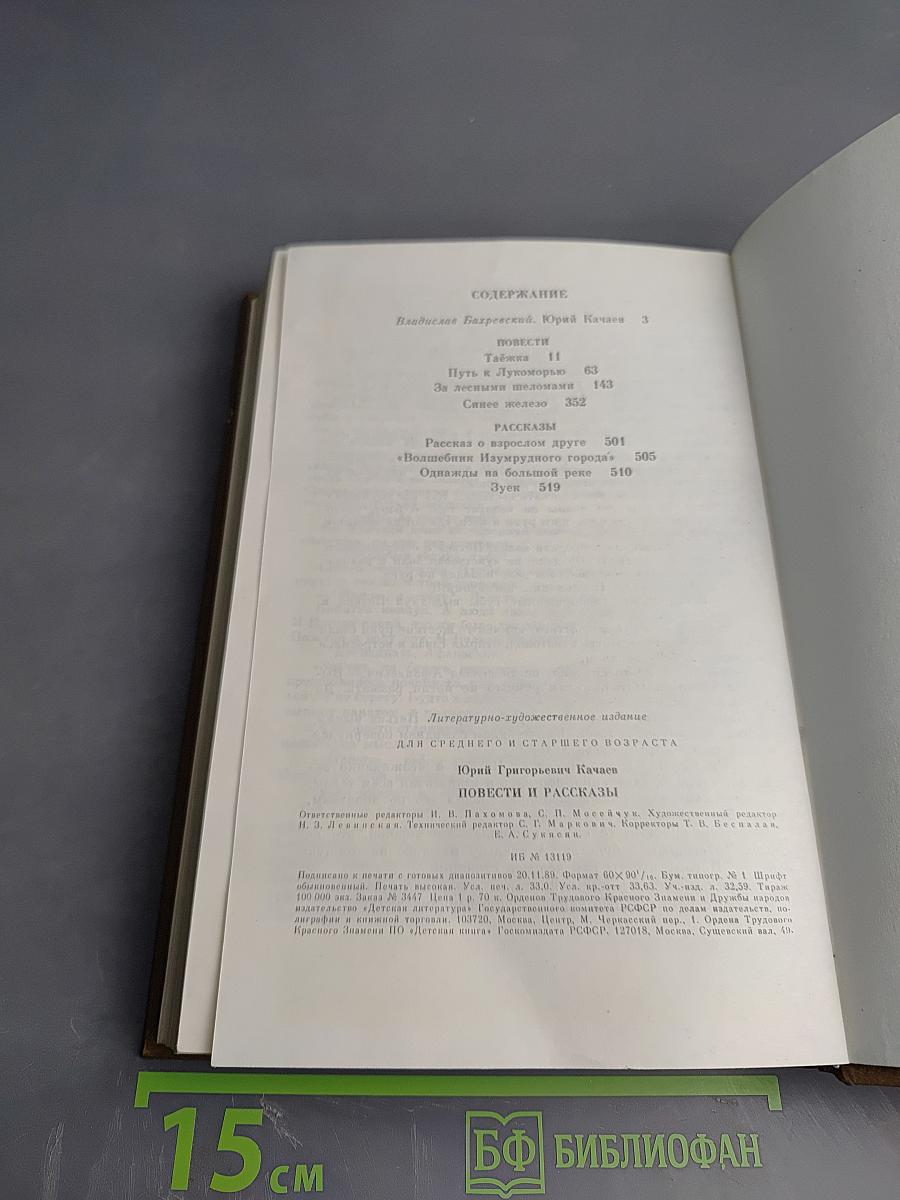 СОДЕРЖАНИЕ
Владислав Бахревский. Юрий Качаев 3
ПОВЕСТИ
Таёжка 11
Путь к Лукоморью 63
За лесными шеломами 143
Синее железо 352
РАССКАЗЫ
Рассказ о взрослом друге 501
«Волшебник Изумрудного города» 505
Однажды на большой реке 510
Зуек 519
Литературно-художественное издание
ДЛЯ СРЕДНЕГО И СТАРШЕГО ВОЗРАСТА
Юрий Григорьевич Качаев
ПОВЕСТИ И РАССКАЗЫ
Ответственные редакторы И. В. Пахомова, С. П. Мосейчук. Художественный редактор
Н. З. Левинская. Технический редактор С. Г. Маркович. Корректоры Т. В. Беспалая,
Е. А. Сукясян.
ИБ № 13119
Подписано к печати с готовых диапозитивов 20.11.89. Формат 60×90¹/₁₆. Бум. типогр. № 1 Шрифт
обыкновенный. Печать высокая. Усл. печ. л. 33,0. Усл. кр.-отт 33,63. Уч.-изд. л. 32,59. Тираж
100 000 экз. Заказ № 3447 Цена 1 р. 70 к. Орденов Трудового Красного Знамени и Дружбы народов
издательство «Детская литература» Государственного комитета РСФСР по делам издательств, по-
лиграфии и книжной торговли. 103720, Москва, Центр, М. Черкасский пер., 1. Ордена Трудового
Красного Знамени ПО «Детская книга» Госкомиздата РСФСР. 127018, Москва, Сущевский вал, 49.
15 см
БФ БИБЛИОФАН